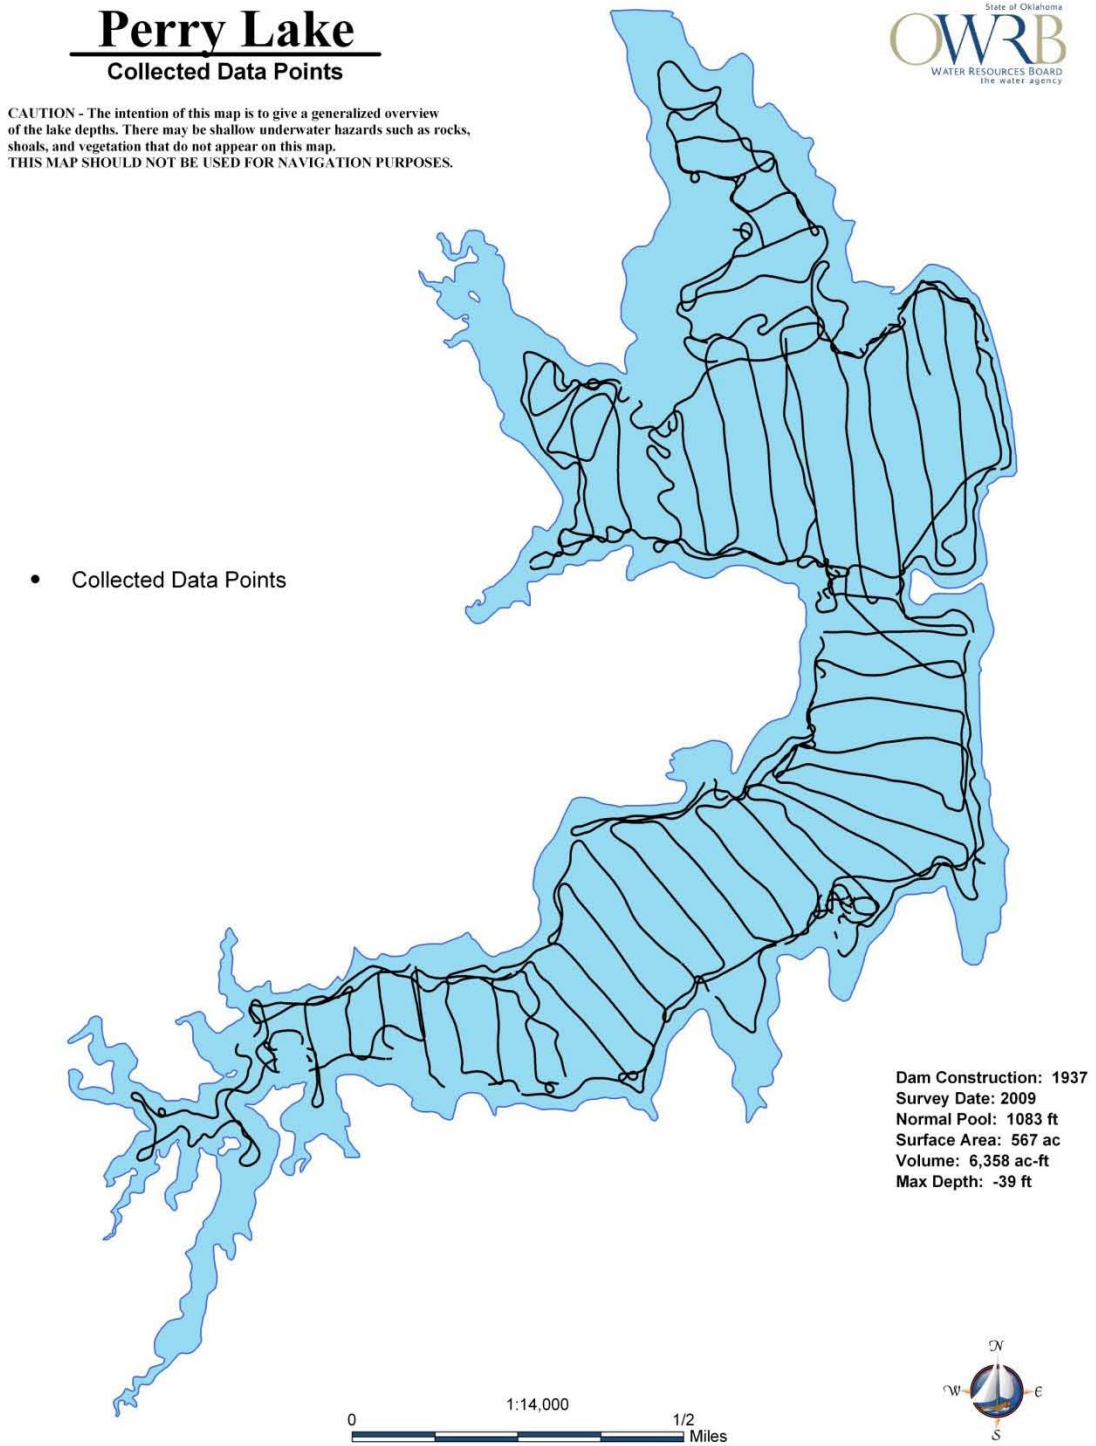 Perry Lake
Collected Data Points
State of Oklahoma
OWRB
WATER RESOURCES BOARD
the water agency
CAUTION - The intention of this map is to give a generalized overview
of the lake depths. There may be shallow underwater hazards such as rocks,
shoals, and vegetation that do not appear on this map.
THIS MAP SHOULD NOT BE USED FOR NAVIGATION PURPOSES.
• Collected Data Points
Dam Construction: 1937
Survey Date: 2009
Normal Pool: 1083 ft
Surface Area: 567 ac
Volume: 6,358 ac-ft
Max Depth: -39 ft
N
W E
S
1:14,000
0 1/2
Miles